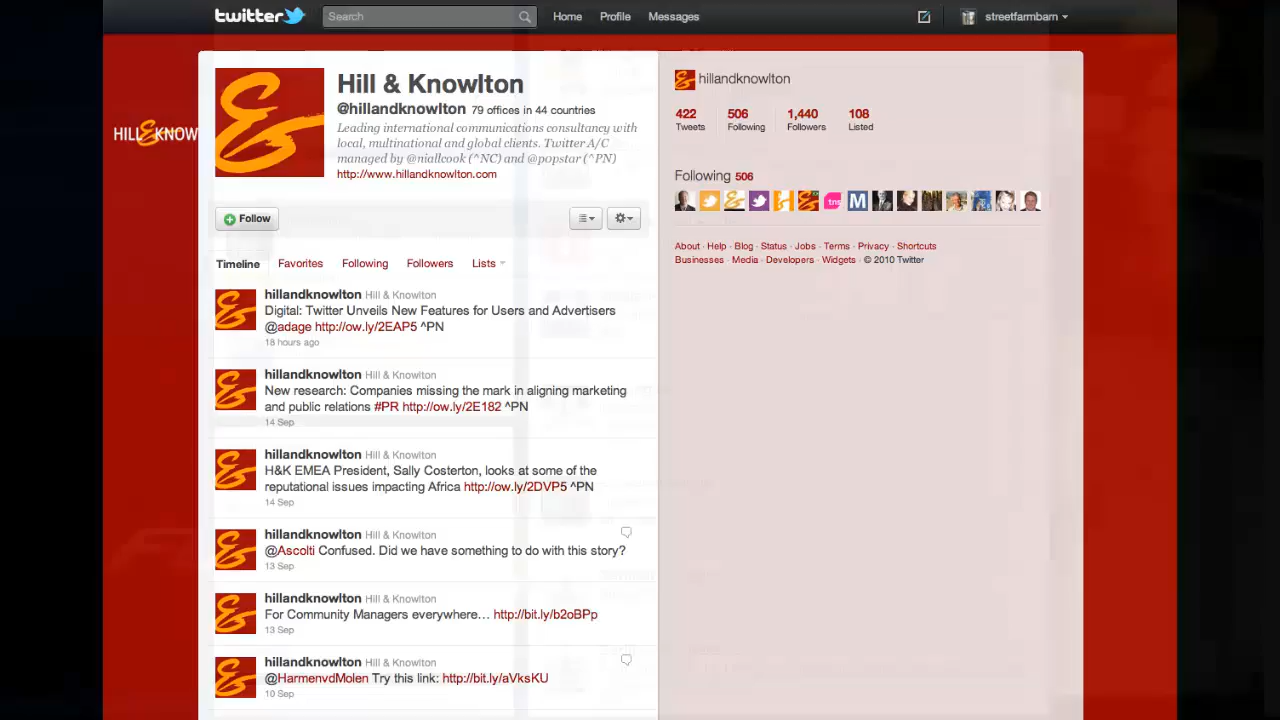 twitter
Search
Home Profile Messages
streetfarmbarn
HILL & KNOW
Hill & Knowlton
@hillandknowlton 79 offices in 44 countries
Leading international communications consultancy with
local, multinational and global clients. Twitter A/C
managed by @niallcook (^NC) and @popstar (^PN)
http://www.hillandknowlton.com
Follow
Timeline Favorites Following Followers Lists
hillandknowlton Hill & Knowlton
Digital: Twitter Unveils New Features for Users and Advertisers
@adage http://ow.ly/2EAP5 ^PN
18 hours ago
hillandknowlton Hill & Knowlton
New research: Companies missing the mark in aligning marketing
and public relations #PR http://ow.ly/2E182 ^PN
14 Sep
hillandknowlton Hill & Knowlton
H&K EMEA President, Sally Costerton, looks at some of the
reputational issues impacting Africa http://ow.ly/2DVP5 ^PN
14 Sep
hillandknowlton Hill & Knowlton
@Ascolti Confused. Did we have something to do with this story?
13 Sep
hillandknowlton Hill & Knowlton
For Community Managers everywhere… http://bit.ly/b2oBPp
13 Sep
hillandknowlton Hill & Knowlton
@HarmenvdMolen Try this link: http://bit.ly/aVksKU
10 Sep
hillandknowlton
422 506 1,440 108
Tweets Following Followers Listed
Following 506
tns
M
About · Help · Blog · Status · Jobs · Terms · Privacy · Shortcuts
Businesses · Media · Developers · Widgets · © 2010 Twitter